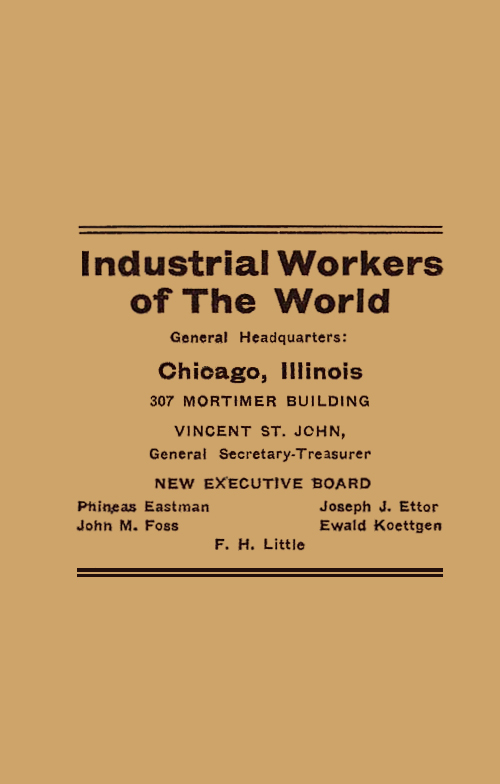 Industrial Workers
of The World
General Headquarters:
Chicago, Illinois
307 MORTIMER BUILDING
VINCENT ST. JOHN,
General Secretary-Treasurer
NEW EXECUTIVE BOARD
Phineas Eastman Joseph J. Ettor
John M. Foss Ewald Koettgen
F. H. Little